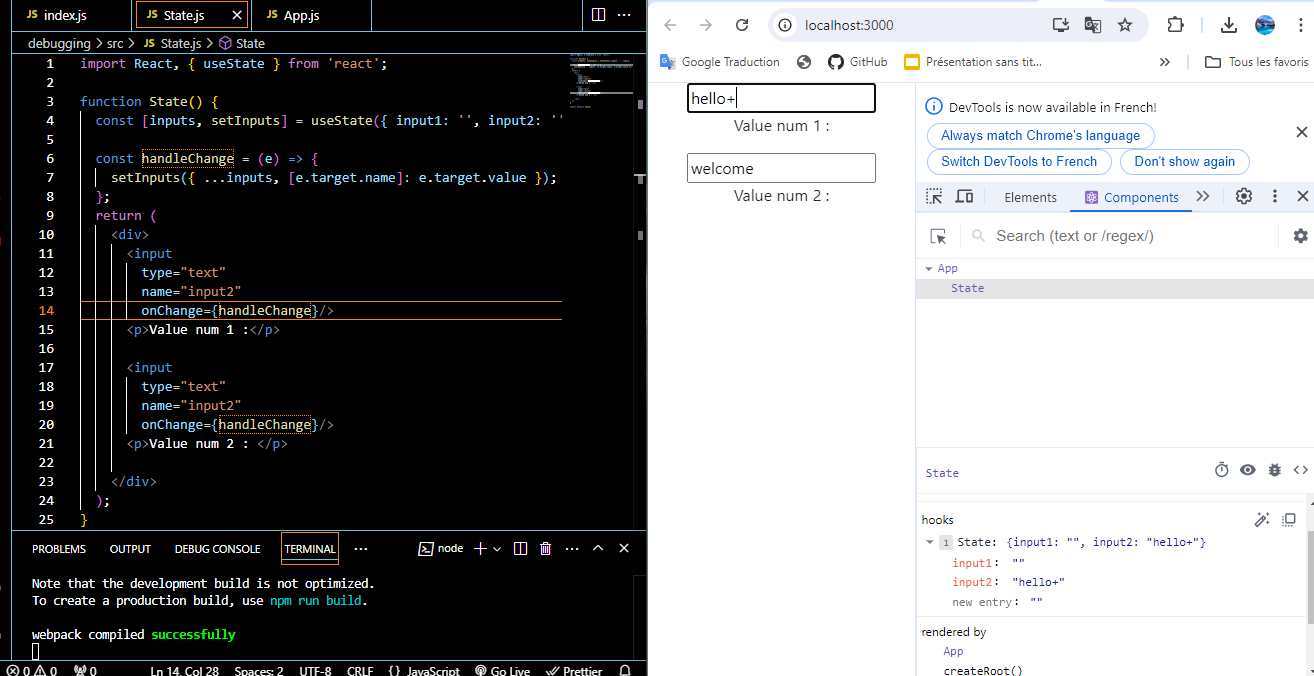 JS index.js JS State.js JS App.js
debugging > src > JS State.js > State
1 import React, { useState } from 'react';
2
3 function State() {
4 const [inputs, setInputs] = useState({ input1: '', input2: ''
5
6 const handleChange = (e) => {
7 setInputs({ ...inputs, [e.target.name]: e.target.value });
8 };
9 return (
10 <div>
11 <input
12 type="text"
13 name="input2"
14 onChange={handleChange}/>
15 <p>Value num 1 :</p>
16
17 <input
18 type="text"
19 name="input2"
20 onChange={handleChange}/>
21 <p>Value num 2 : </p>
22
23 </div>
24 );
25 }
PROBLEMS OUTPUT DEBUG CONSOLE TERMINAL ... node
Note that the development build is not optimized.
To create a production build, use npm run build.
webpack compiled successfully
0 0 0 Ln 14, Col 28 Spaces: 2 UTF-8 CRLF {} JavaScript Go Live Prettier
localhost:3000
Google Traduction GitHub Présentation sans tit... » Tous les favoris
hello+
Value num 1 :
welcome
Value num 2 :
DevTools is now available in French!
Always match Chrome's language
Switch DevTools to French Don't show again
Elements Components »
Search (text or /regex/)
App
State
State
hooks
1 State: {input1: "", input2: "hello+"}
input1: ""
input2: "hello+"
new entry: ""
rendered by
App
createRoot()